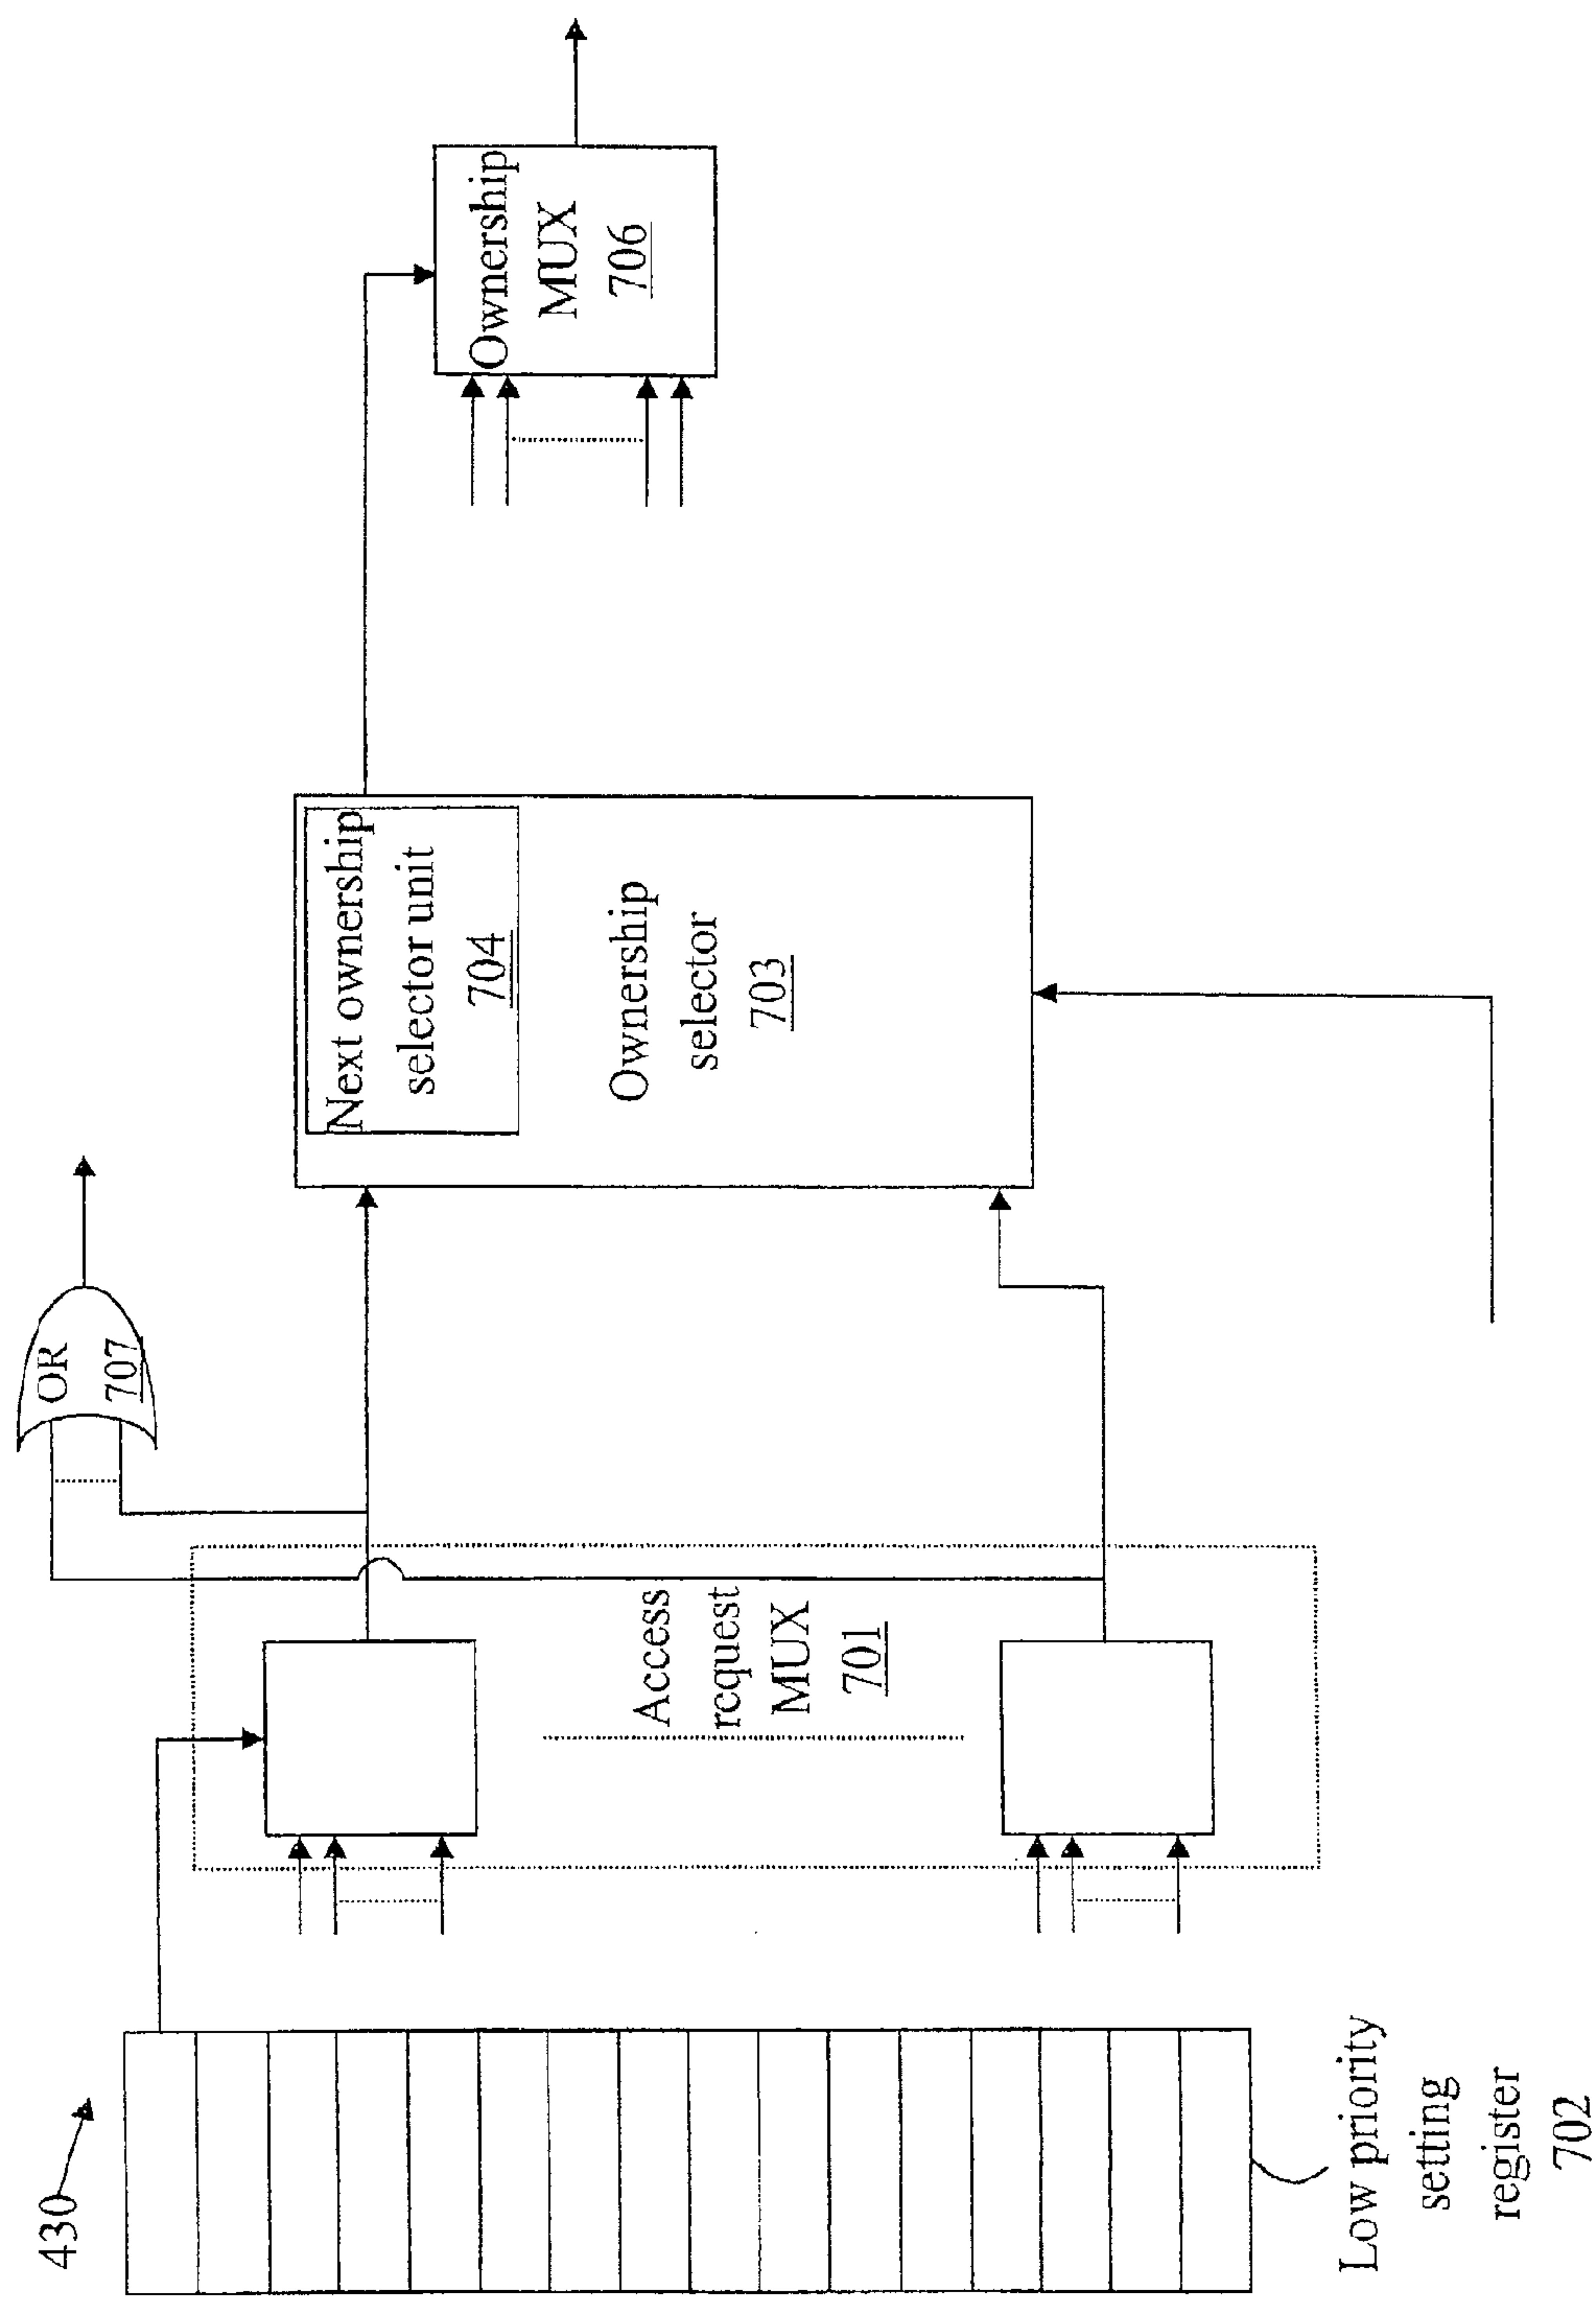 430
OR
707
Next ownership
selector unit
704
Ownership
MUX
706
Ownership
selector
703
Access
request
MUX
701
Low priority
setting
register
702